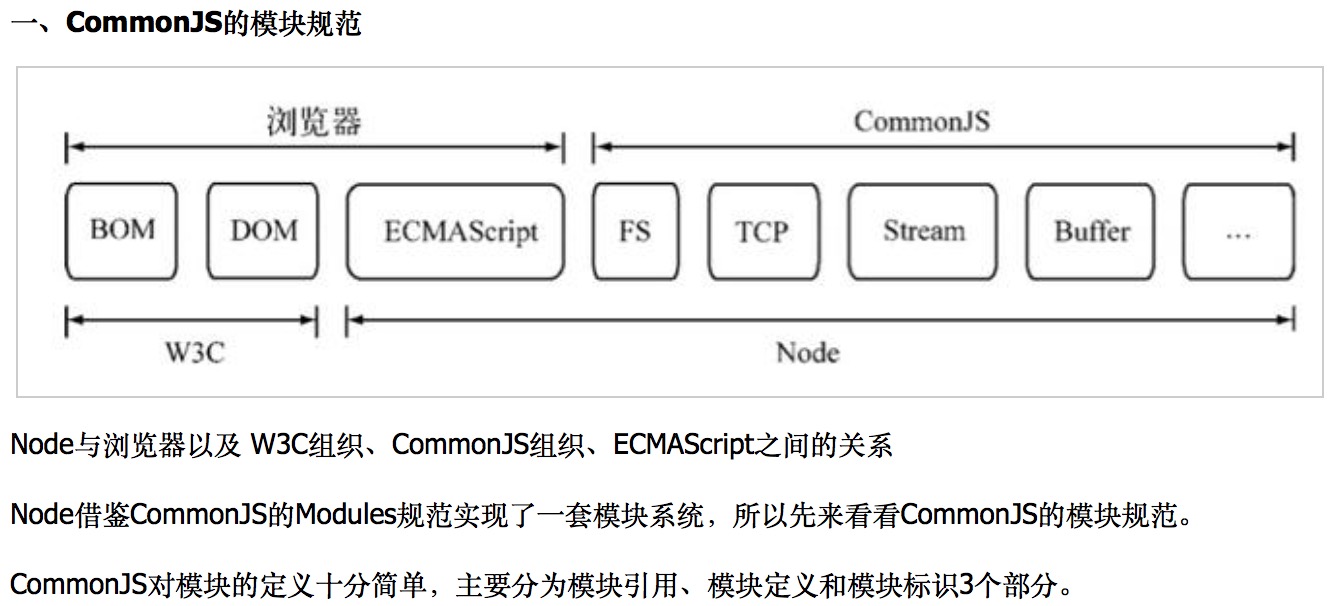 一、CommonJS的模块规范
浏览器 CommonJS
BOM DOM ECMAScript FS TCP Stream Buffer ...
W3C Node
Node与浏览器以及 W3C组织、CommonJS组织、ECMAScript之间的关系
Node借鉴CommonJS的Modules规范实现了一套模块系统，所以先来看看CommonJS的模块规范。
CommonJS对模块的定义十分简单，主要分为模块引用、模块定义和模块标识3个部分。